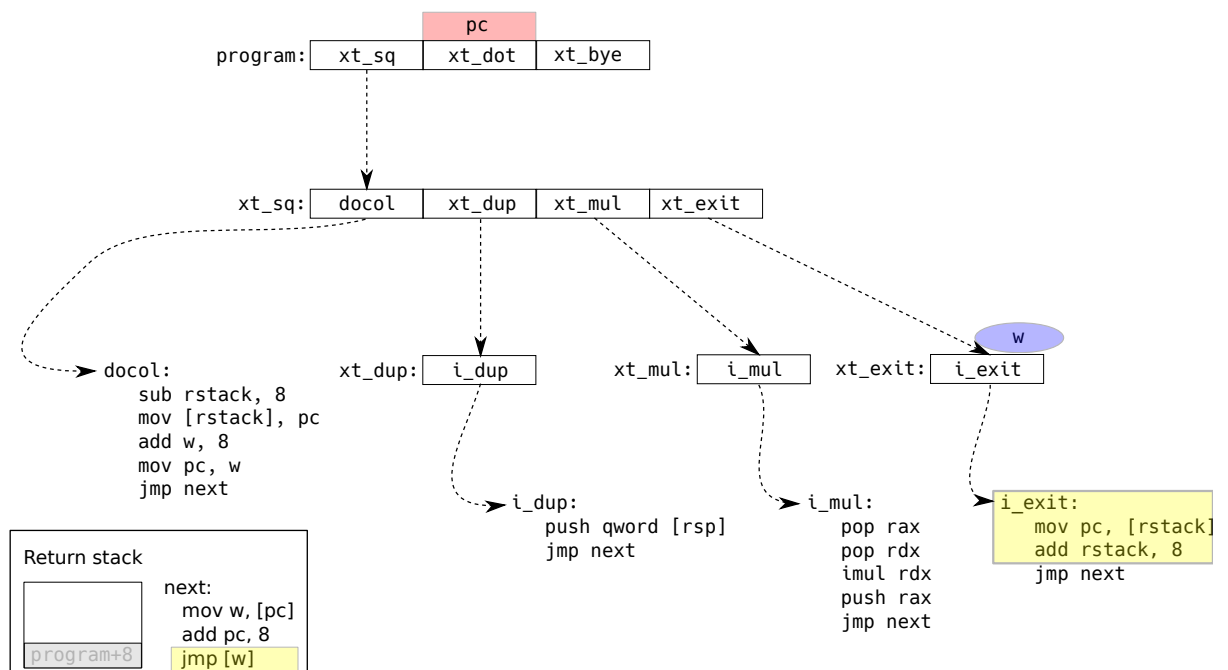 pc
program: xt_sq xt_dot xt_bye
xt_sq: docol xt_dup xt_mul xt_exit
w
docol:
sub rstack, 8
mov [rstack], pc
add w, 8
mov pc, w
jmp next
xt_dup: i_dup
xt_mul: i_mul
xt_exit: i_exit
i_dup:
push qword [rsp]
jmp next
i_mul:
pop rax
pop rdx
imul rdx
push rax
jmp next
i_exit:
mov pc, [rstack]
add rstack, 8
jmp next
Return stack
program+8
next:
mov w, [pc]
add pc, 8
jmp [w]